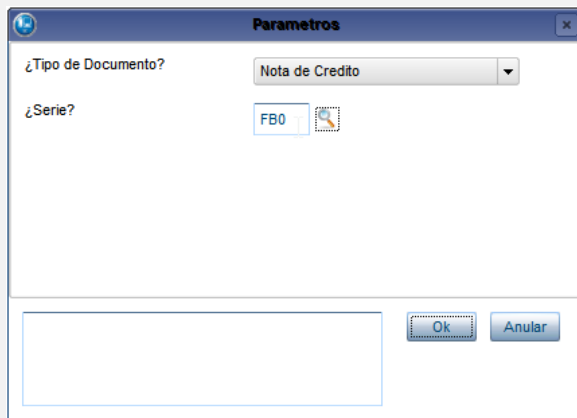 Parametros
¿Tipo de Documento? Nota de Credito
¿Serie? FB0
Ok Anular